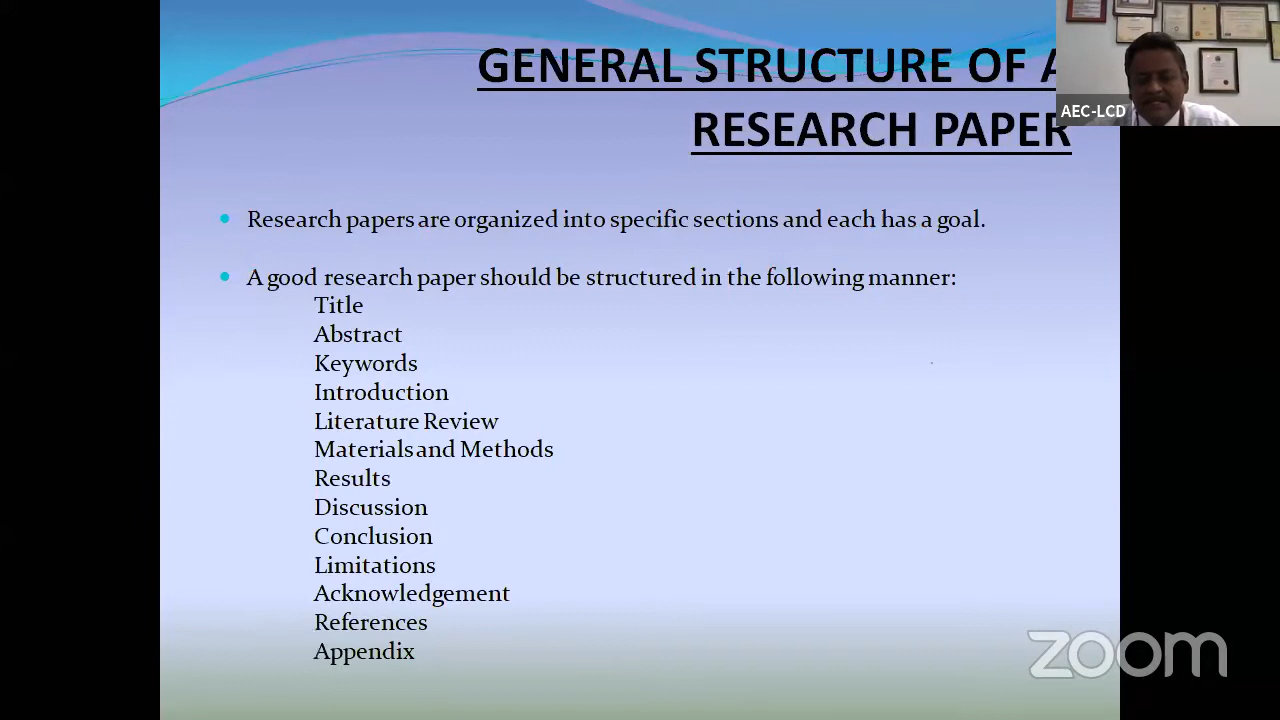 GENERAL STRUCTURE OF A
RESEARCH PAPER
AEC-LCD
Research papers are organized into specific sections and each has a goal.
A good research paper should be structured in the following manner:
Title
Abstract
Keywords
Introduction
Literature Review
Materials and Methods
Results
Discussion
Conclusion
Limitations
Acknowledgement
References
Appendix
zoom